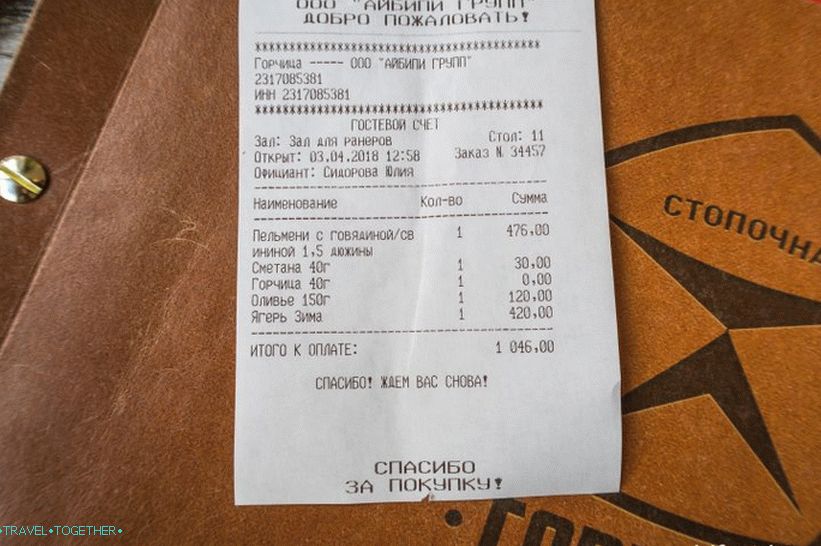 ООО "АЙБИПИ ГРУПП"
ДОБРО ПОЖАЛОВАТЬ!
****************************************
Горчица ----- ООО "АЙБИПИ ГРУПП"
2317085381
ИНН 2317085381
****************************************
ГОСТЕВОЙ СЧЕТ
Зал: Зал для ранеров Стол: 11
Открыт: 03.04.2018 12:58 Заказ № 34457
Официант: Сидорова Юлия
Наименование Кол-во Сумма
Пельмени с говядиной/св 1 476,00
ининой 1,5 дюжины
Сметана 40г 1 30,00
Горчица 40г 1 0,00
Оливье 150г 1 120,00
Ягерь Зима 1 420,00
ИТОГО К ОПЛАТЕ: 1 046,00
СПАСИБО! ЖДЕМ ВАС СНОВА!
СПАСИБО
ЗА ПОКУПКУ!
СТОПОЧНА
•TRAVEL•TOGETHER•